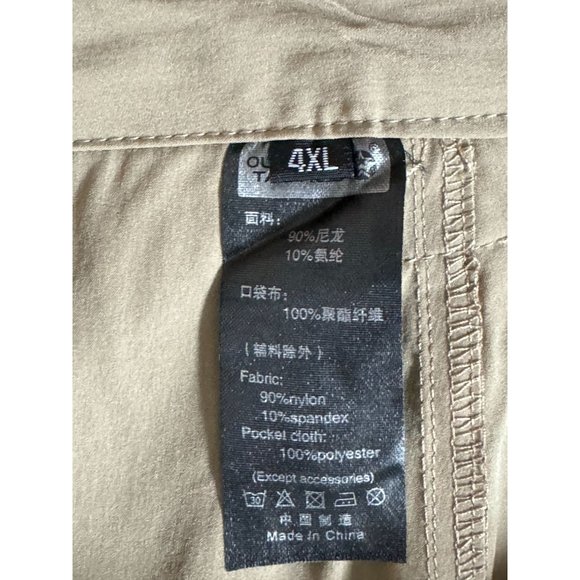 4XL
面料:
90%尼龙
10%氨纶
口袋布:
100%聚酯纤维
(辅料除外)
Fabric:
90%nylon
10%spandex
Pocket cloth:
100%polyester
(Except accessories)
30
中国制造
Made in China